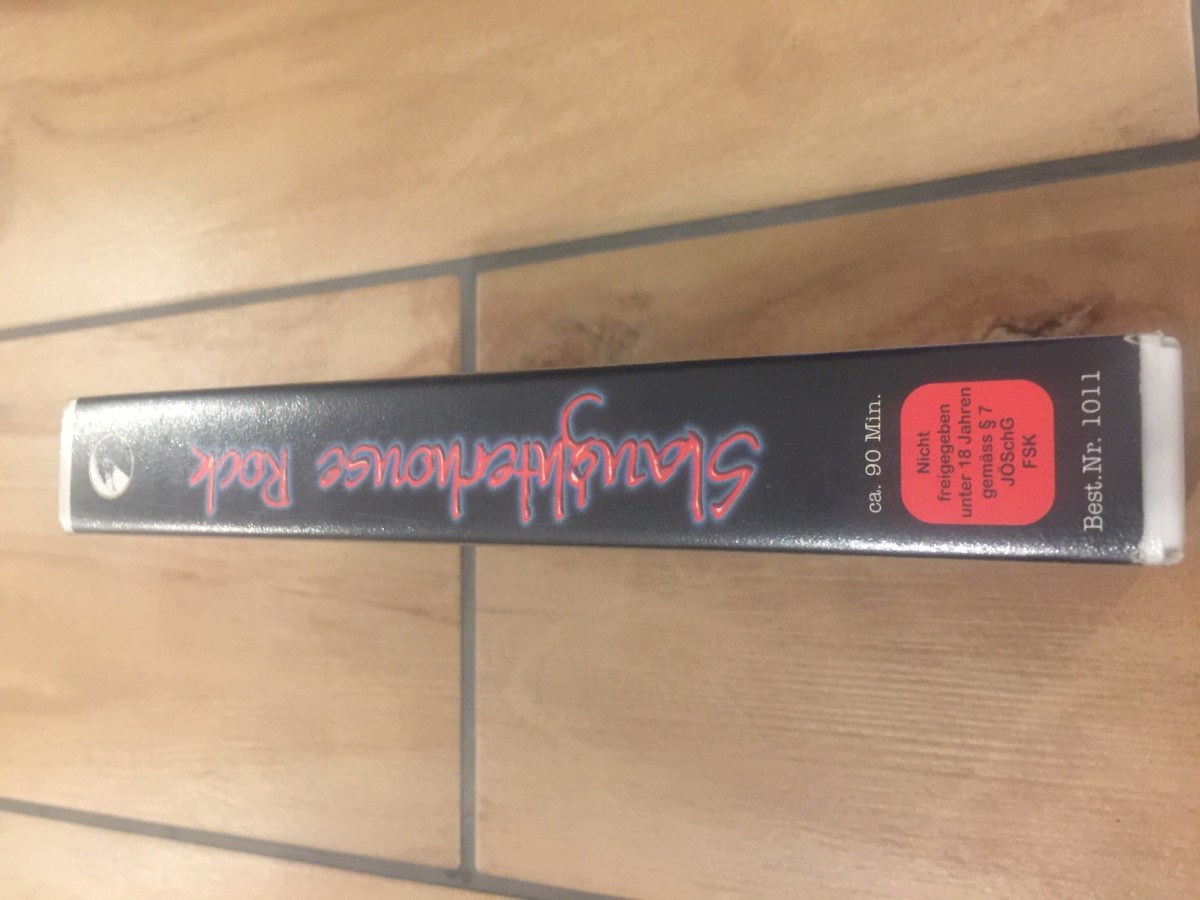 Slaughterhouse Rock
ca. 90 Min.
Nicht
freigegeben
unter 18 Jahren
gemäss § 7
JÖSchG
FSK
Best.Nr. 1011